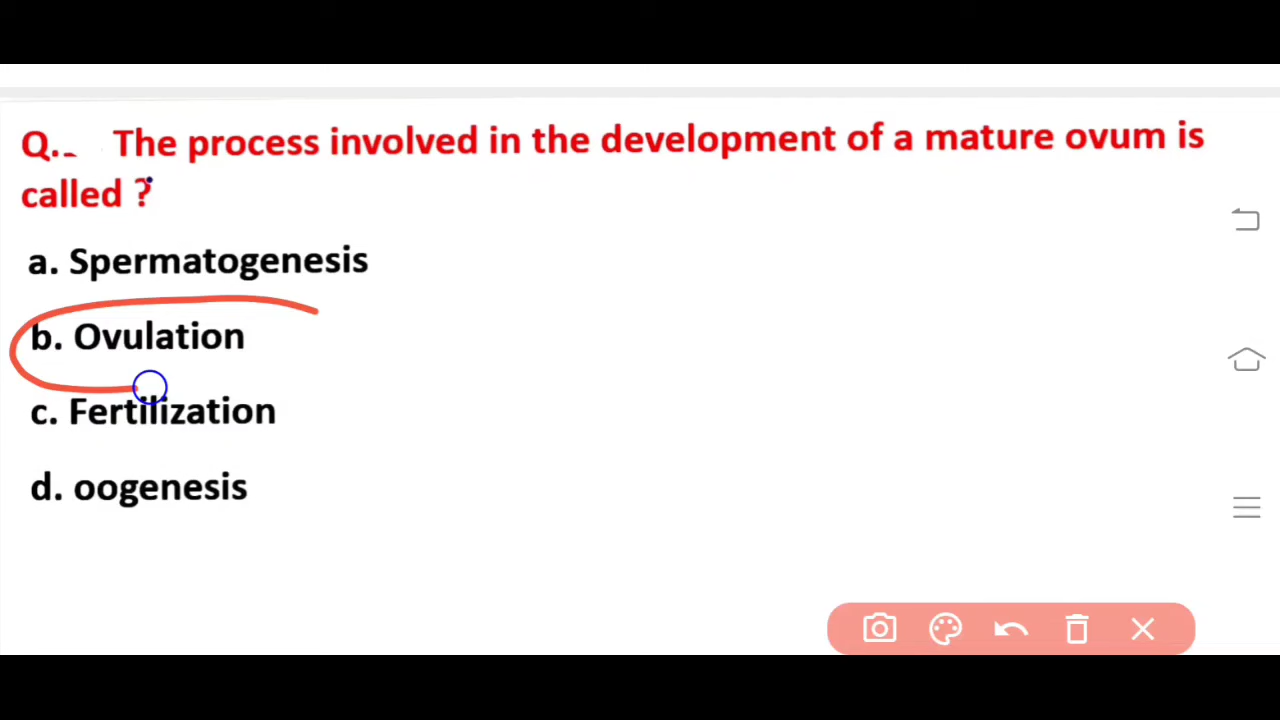 Q.. The process involved in the development of a mature ovum is
called ?
a. Spermatogenesis
b. Ovulation
c. Fertilization
d. oogenesis